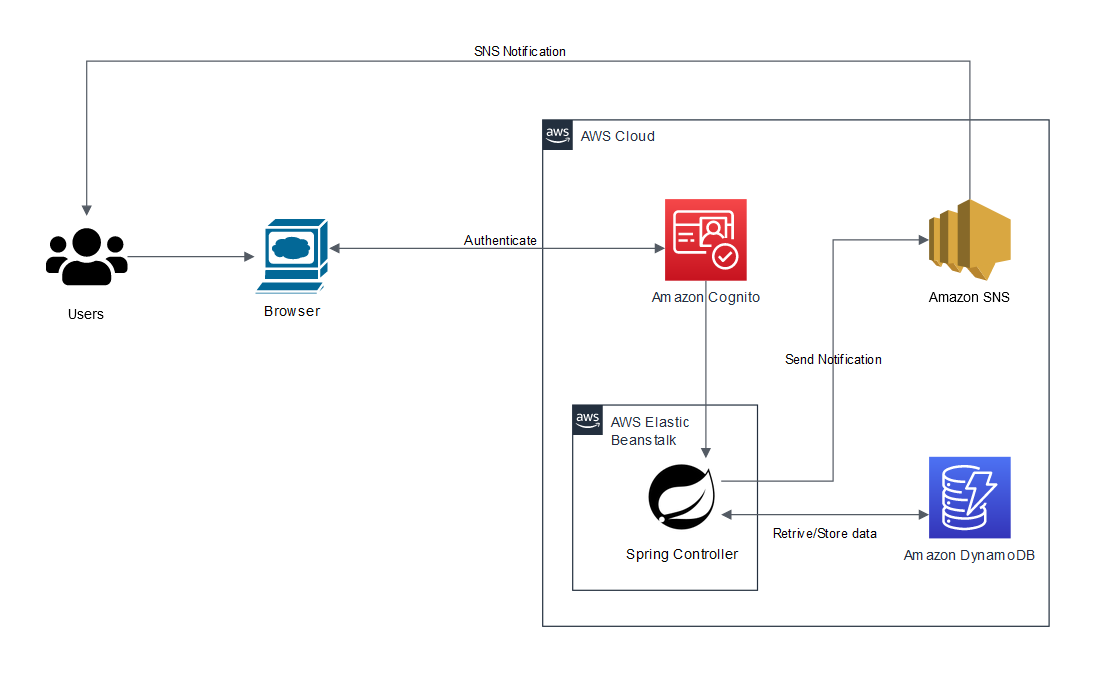 SNS Notification
aws
AWS Cloud
Authenticate
Users
Browser
Amazon Cognito
Amazon SNS
Send Notification
aws
AWS Elastic
Beanstalk
Retrive/Store data
Spring Controller
Amazon DynamoDB